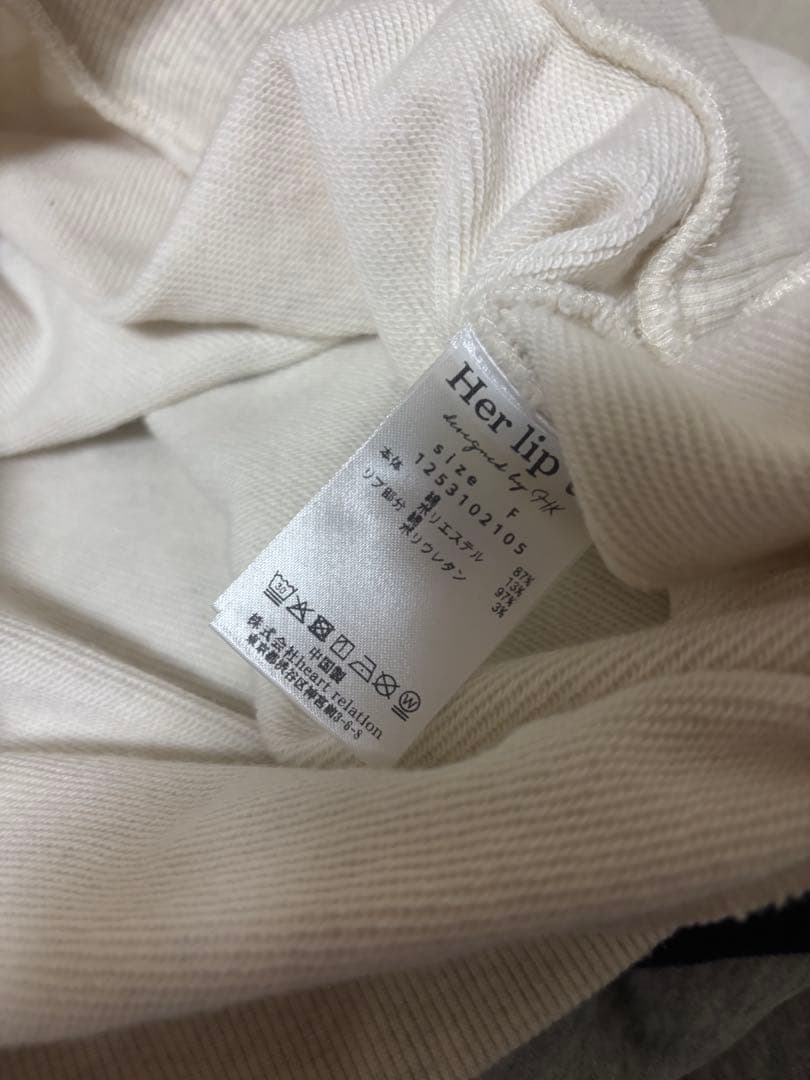 Her lip
designed by HK
size F
1253102105
本体 綿 87%
ポリエステル 13%
リブ部分 綿 97%
ポリウレタン 3%
30
W
中国製
株式会社heart relation
東京都渋谷区神宮前3-6-8